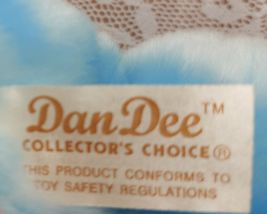 Dan Dee™
COLLECTOR'S CHOICE®
THIS PRODUCT CONFORMS TO
TOY SAFETY REGULATIONS